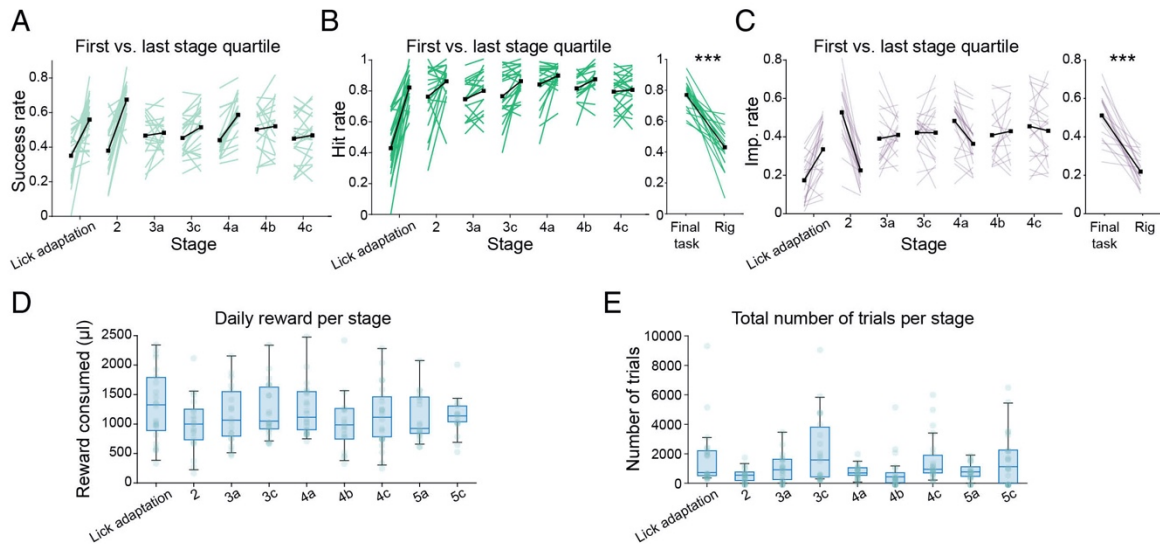 A
First vs. last stage quartile
Success rate
0.8
0.6
0.4
0.2
0
Lick adaptation
2
3a
3c
4a
4b
4c
Stage
B
First vs. last stage quartile
Hit rate
1
0.8
0.6
0.4
0.2
0
Lick adaptation
2
3a
3c
4a
4b
4c
Stage
***
1
0.8
0.6
0.4
0.2
0
Final task
Rig
C
First vs. last stage quartile
Imp. rate
0.8
0.6
0.4
0.2
0
Lick adaptation
2
3a
3c
4a
4b
4c
Stage
***
0.8
0.6
0.4
0.2
0
Final
task
Rig
D
Daily reward per stage
Reward consumed (µl)
2500
2000
1500
1000
500
0
Lick adaptation
2
3a
3c
4a
4b
4c
5a
5c
E
Total number of trials per stage
Number of trials
10000
8000
6000
4000
2000
0
Lick adaptation
2
3a
3c
4a
4b
4c
5a
5c